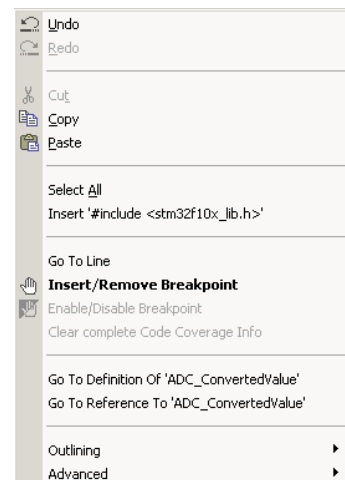 Undo
Redo
Cut
Copy
Paste
Select All
Insert '#include <stm32f10x_lib.h>'
Go To Line
Insert/Remove Breakpoint
Enable/Disable Breakpoint
Clear complete Code Coverage Info
Go To Definition Of 'ADC_ConvertedValue'
Go To Reference To 'ADC_ConvertedValue'
Outlining
Advanced